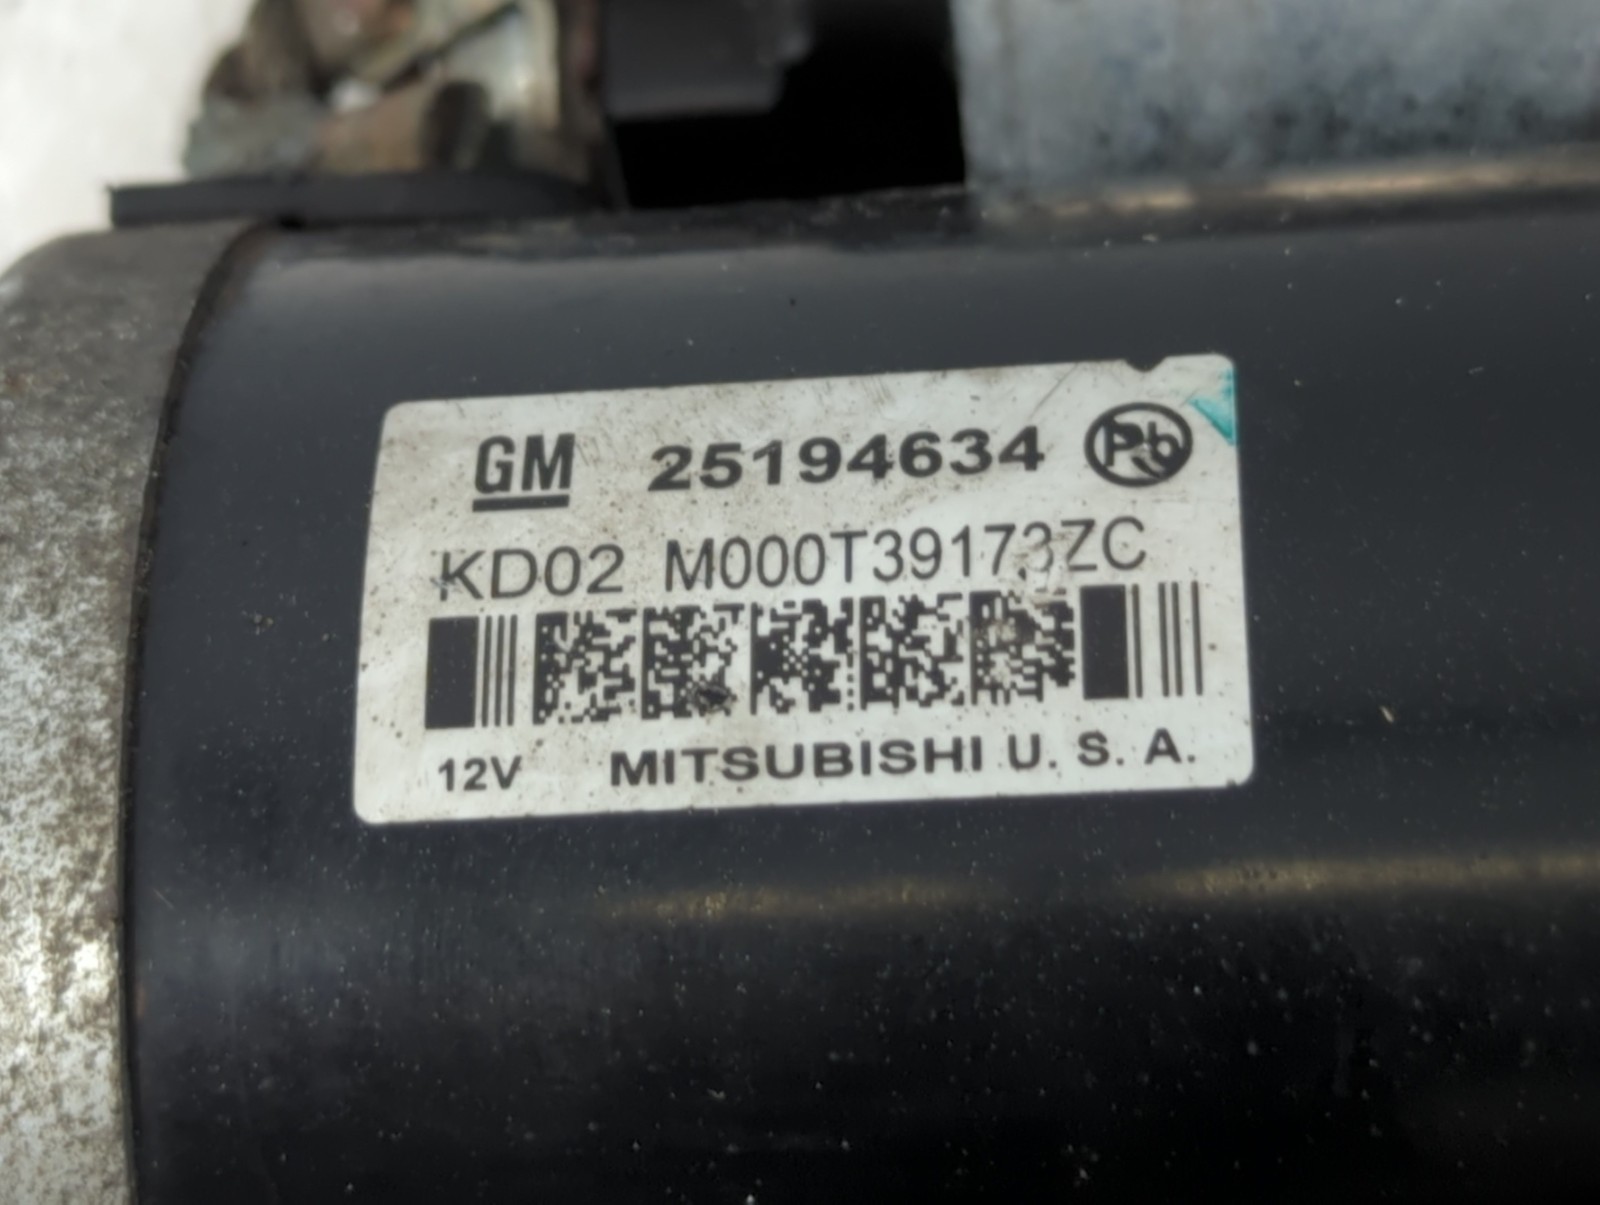 GM 25194634 Pb
KD02 M000T39173ZC
12V MITSUBISHI U. S. A.